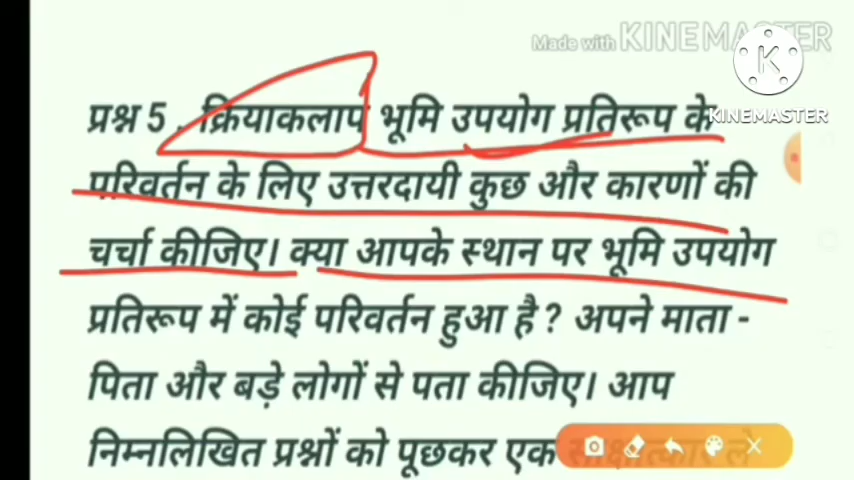 Made with KINEMASTER
KINEMASTER
प्रश्न 5 . क्रियाकलाप भूमि उपयोग प्रतिरूप के
परिवर्तन के लिए उत्तरदायी कुछ और कारणों की
चर्चा कीजिए। क्या आपके स्थान पर भूमि उपयोग
प्रतिरूप में कोई परिवर्तन हुआ है? अपने माता -
पिता और बड़े लोगों से पता कीजिए। आप
निम्नलिखित प्रश्नों को पूछकर एक